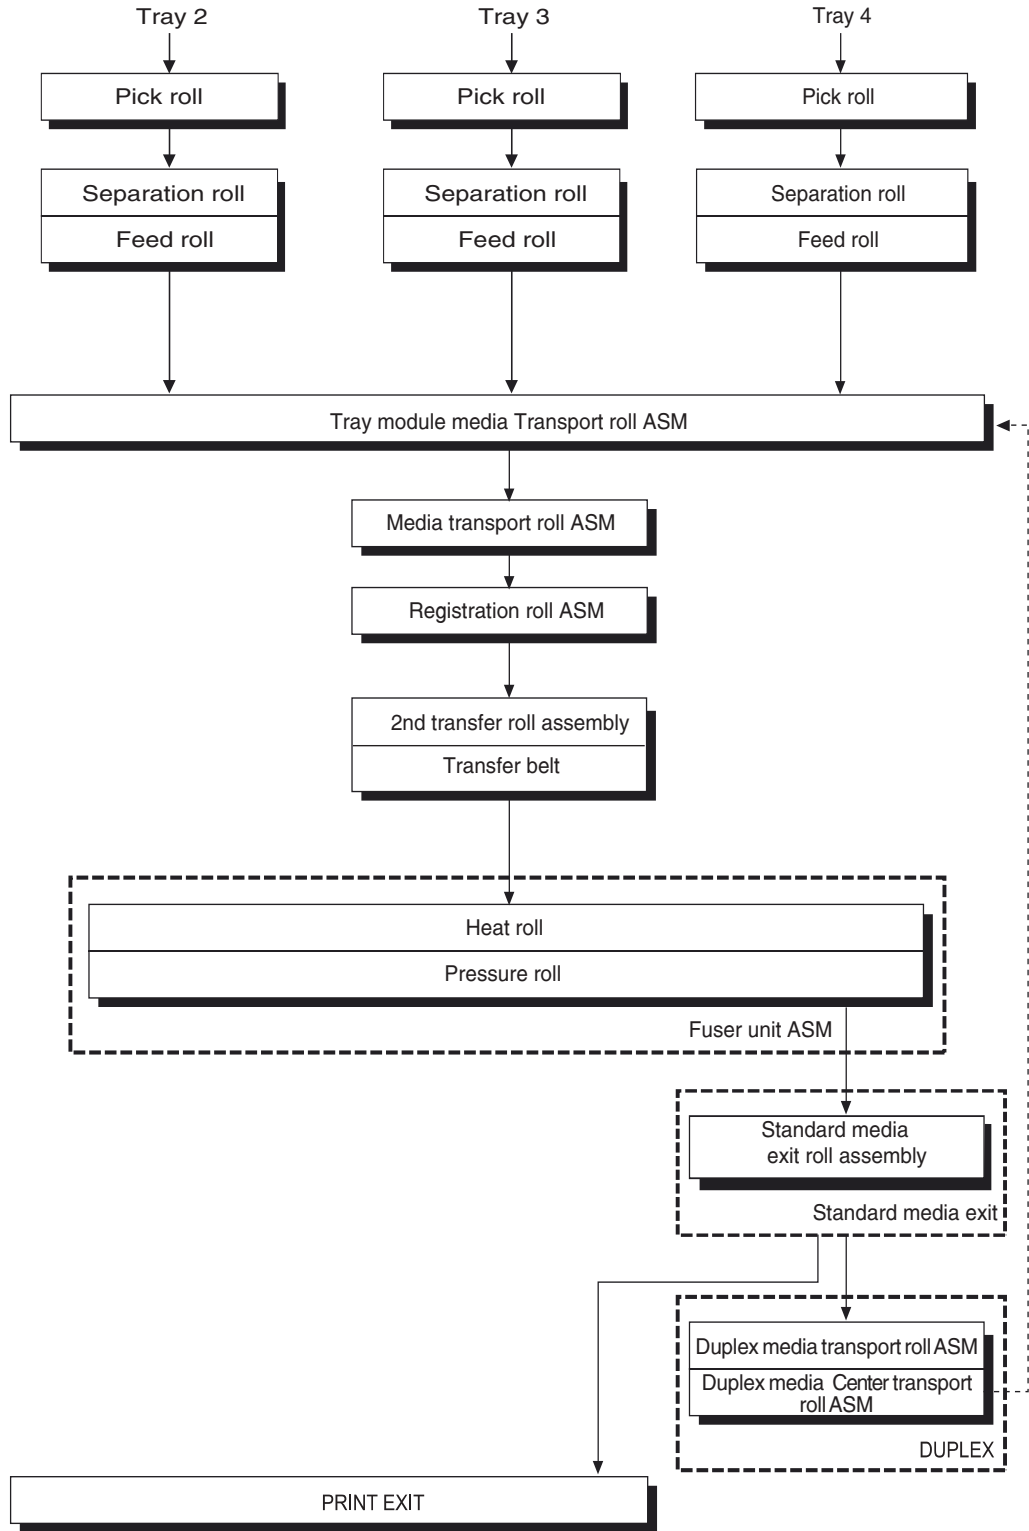 Tray 2
Tray 3
Tray 4
Pick roll
Pick roll
Pick roll
Separation roll
Separation roll
Separation roll
Feed roll
Feed roll
Feed roll
Tray module media Transport roll ASM
Media transport roll ASM
Registration roll ASM
2nd transfer roll assembly
Transfer belt
Heat roll
Pressure roll
Fuser unit ASM
Standard media
exit roll assembly
Standard media exit
Duplex media transport roll ASM
Duplex media Center transport
roll ASM
DUPLEX
PRINT EXIT